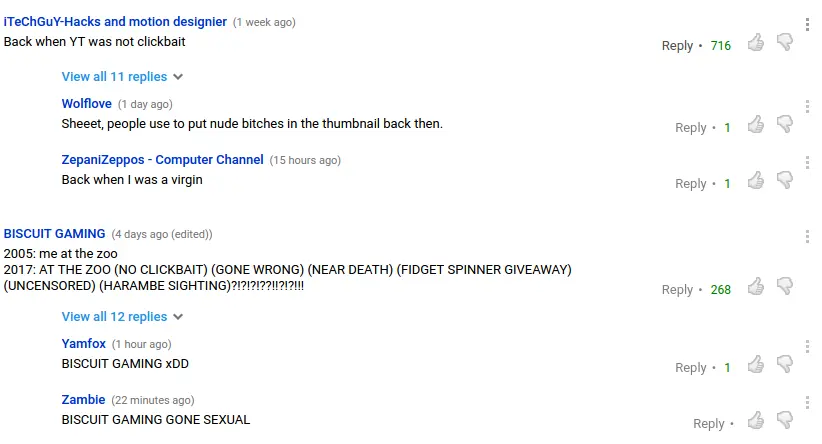 iTeChGuY-Hacks and motion designier (1 week ago)
Back when YT was not clickbait
Reply • 716
View all 11 replies
Wolflove (1 day ago)
Sheeet, people use to put nude bitches in the thumbnail back then.
Reply • 1
ZepaniZeppos - Computer Channel (15 hours ago)
Back when I was a virgin
Reply • 1
BISCUIT GAMING (4 days ago (edited))
2005: me at the zoo
2017: AT THE ZOO (NO CLICKBAIT) (GONE WRONG) (NEAR DEATH) (FIDGET SPINNER GIVEAWAY)
(UNCENSORED) (HARAMBE SIGHTING)?!?!?!??!!?!?!!!
Reply • 268
View all 12 replies
Yamfox (1 hour ago)
BISCUIT GAMING xDD
Reply • 1
Zambie (22 minutes ago)
BISCUIT GAMING GONE SEXUAL
Reply •